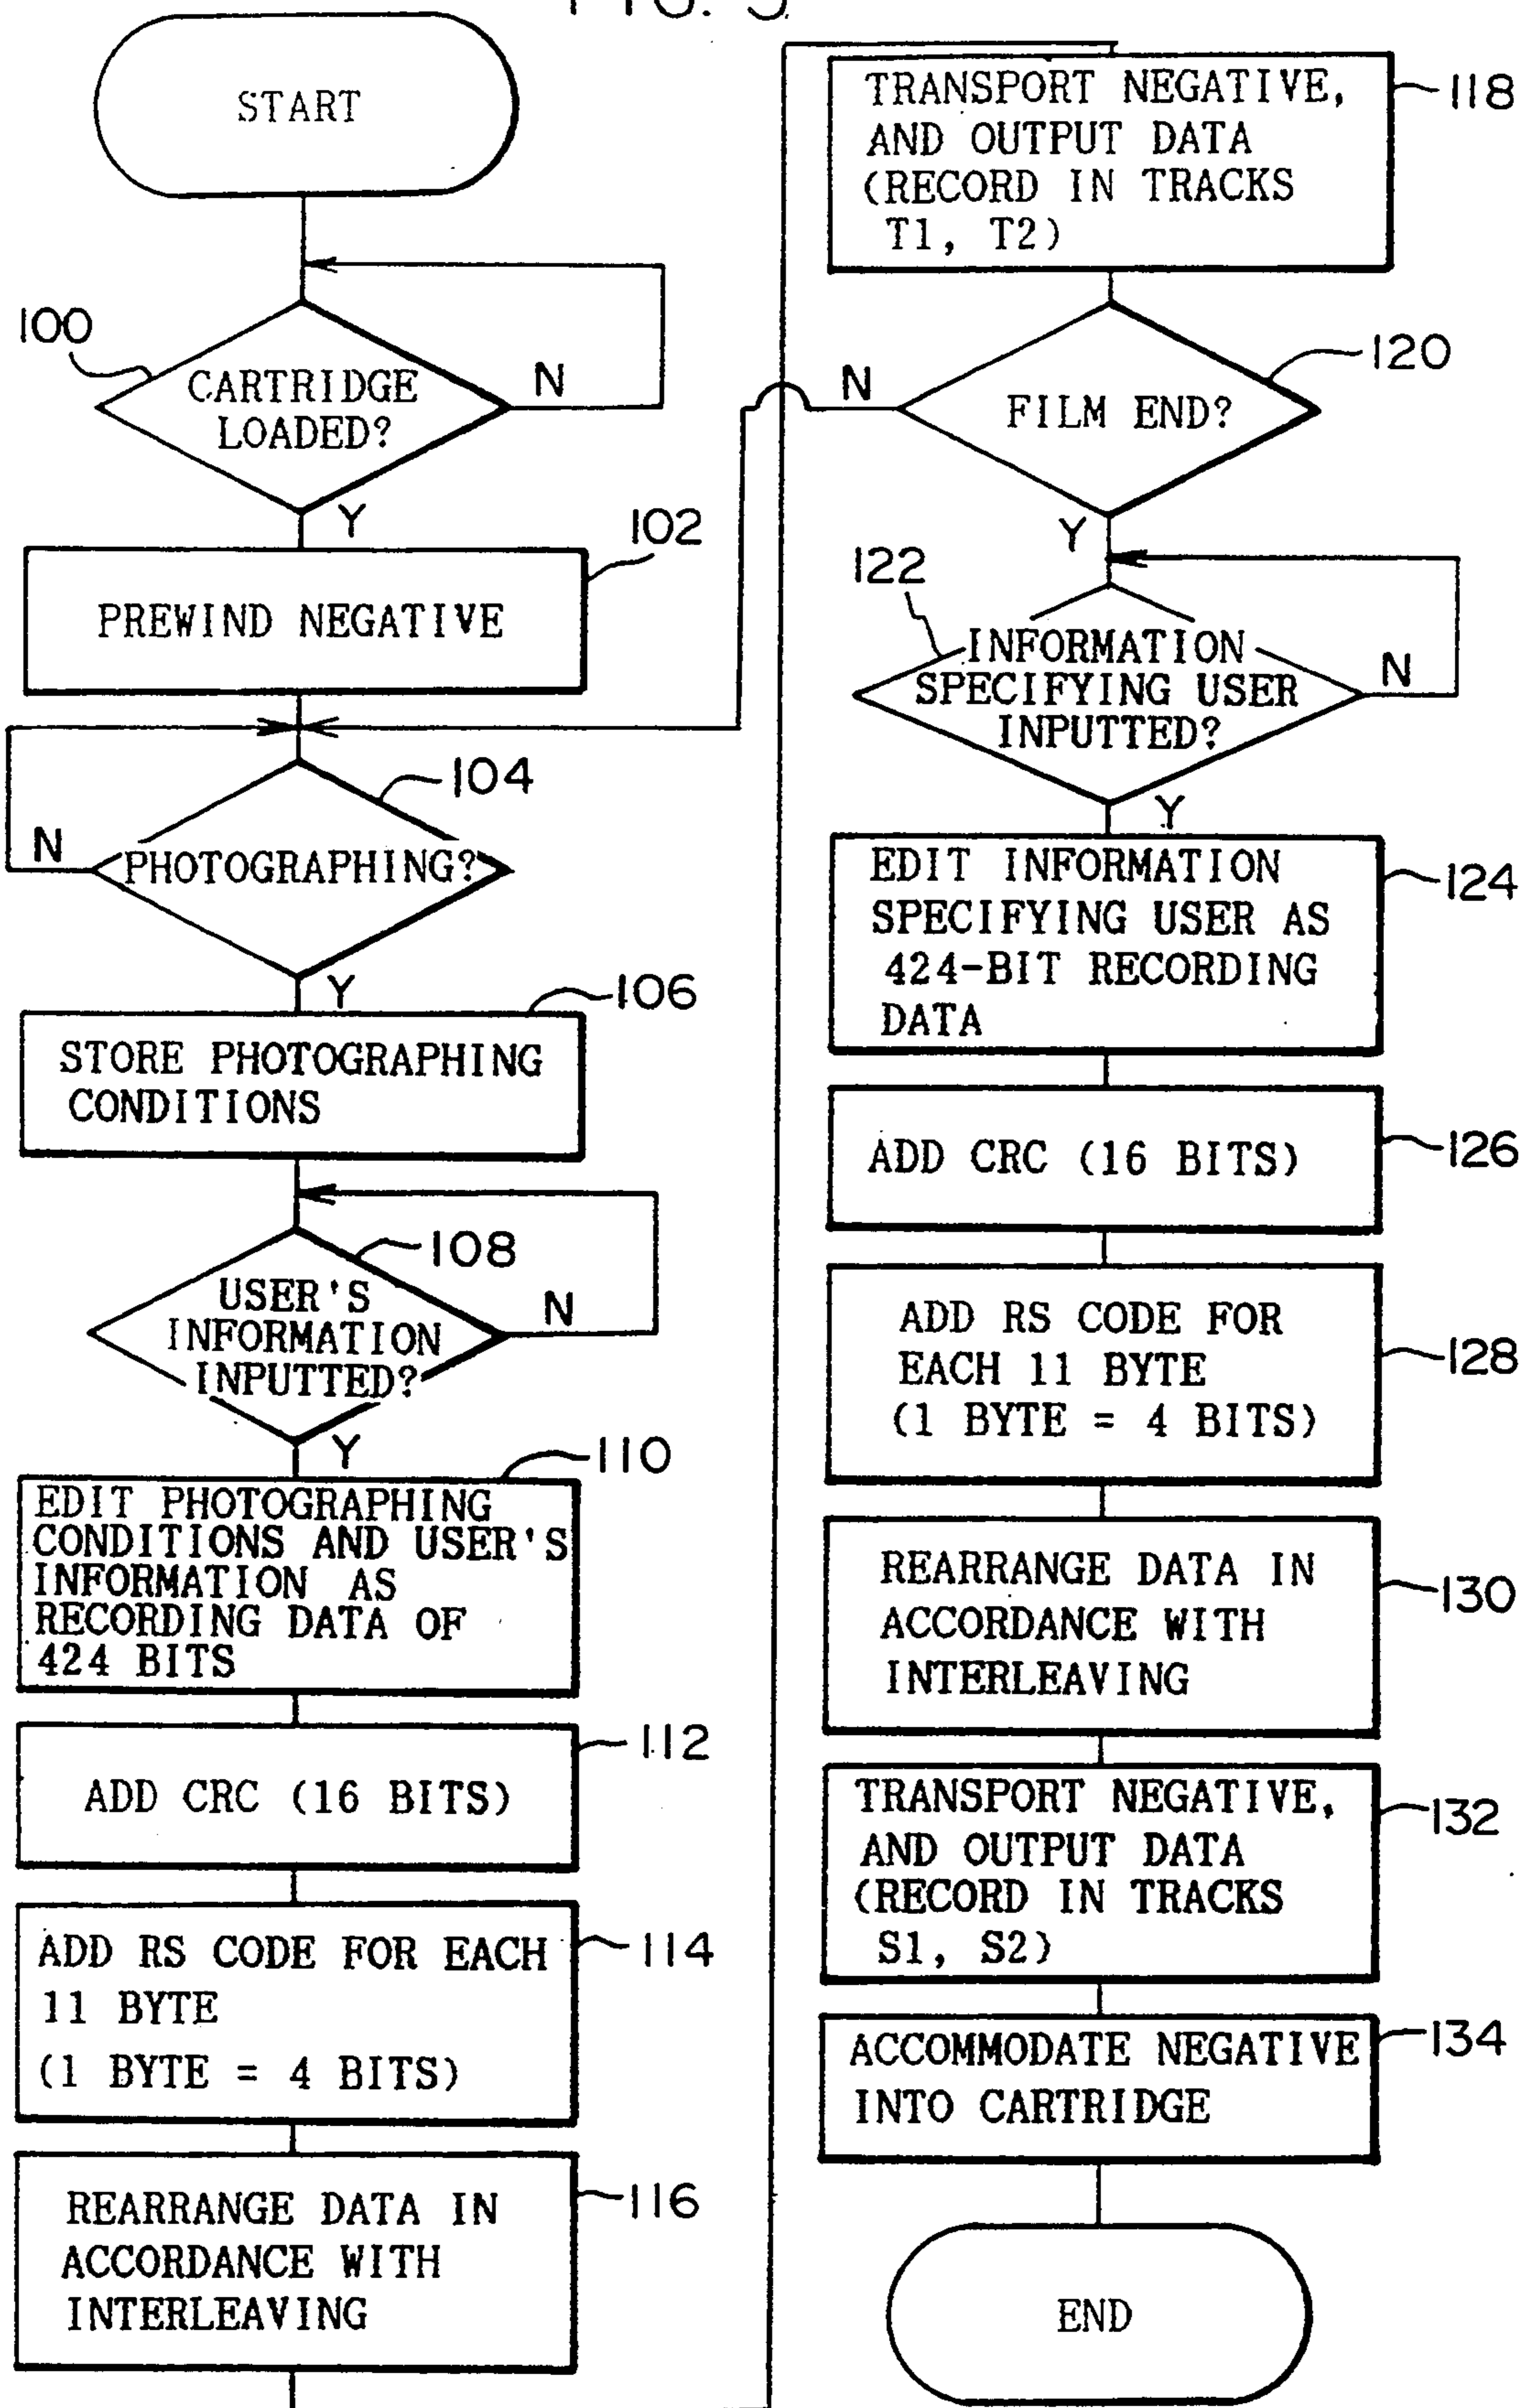 START
100
CARTRIDGE
LOADED?
N
Y
102
PREWIND NEGATIVE
104
N
PHOTOGRAPHING?
Y
106
STORE PHOTOGRAPHING
CONDITIONS
108
USER'S
INFORMATION
INPUTTED?
N
Y
110
EDIT PHOTOGRAPHING
CONDITIONS AND USER'S
INFORMATION AS
RECORDING DATA OF
424 BITS
112
ADD CRC (16 BITS)
114
ADD RS CODE FOR EACH
11 BYTE
(1 BYTE = 4 BITS)
116
REARRANGE DATA IN
ACCORDANCE WITH
INTERLEAVING
118
TRANSPORT NEGATIVE,
AND OUTPUT DATA
(RECORD IN TRACKS
T1, T2)
120
N
FILM END?
Y
122
INFORMATION
SPECIFYING USER
INPUTTED?
N
Y
124
EDIT INFORMATION
SPECIFYING USER AS
424-BIT RECORDING
DATA
126
ADD CRC (16 BITS)
128
ADD RS CODE FOR
EACH 11 BYTE
(1 BYTE = 4 BITS)
130
REARRANGE DATA IN
ACCORDANCE WITH
INTERLEAVING
132
TRANSPORT NEGATIVE,
AND OUTPUT DATA
(RECORD IN TRACKS
S1, S2)
134
ACCOMMODATE NEGATIVE
INTO CARTRIDGE
END